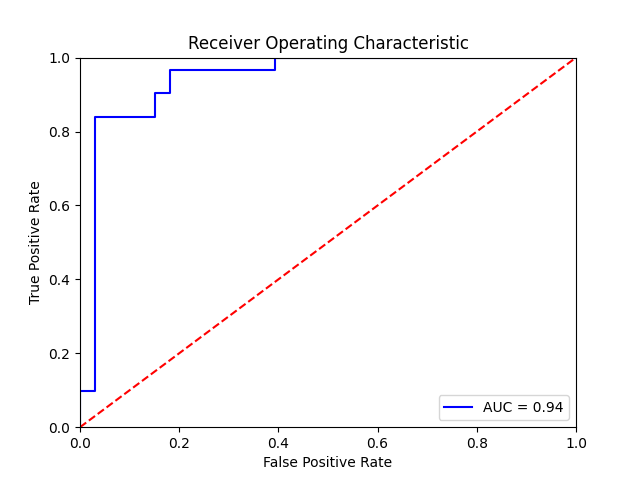 Receiver Operating Characteristic
1.0
0.8
0.6
0.4
0.2
0.0
True Positive Rate
AUC = 0.94
0.0 0.2 0.4 0.6 0.8 1.0
False Positive Rate